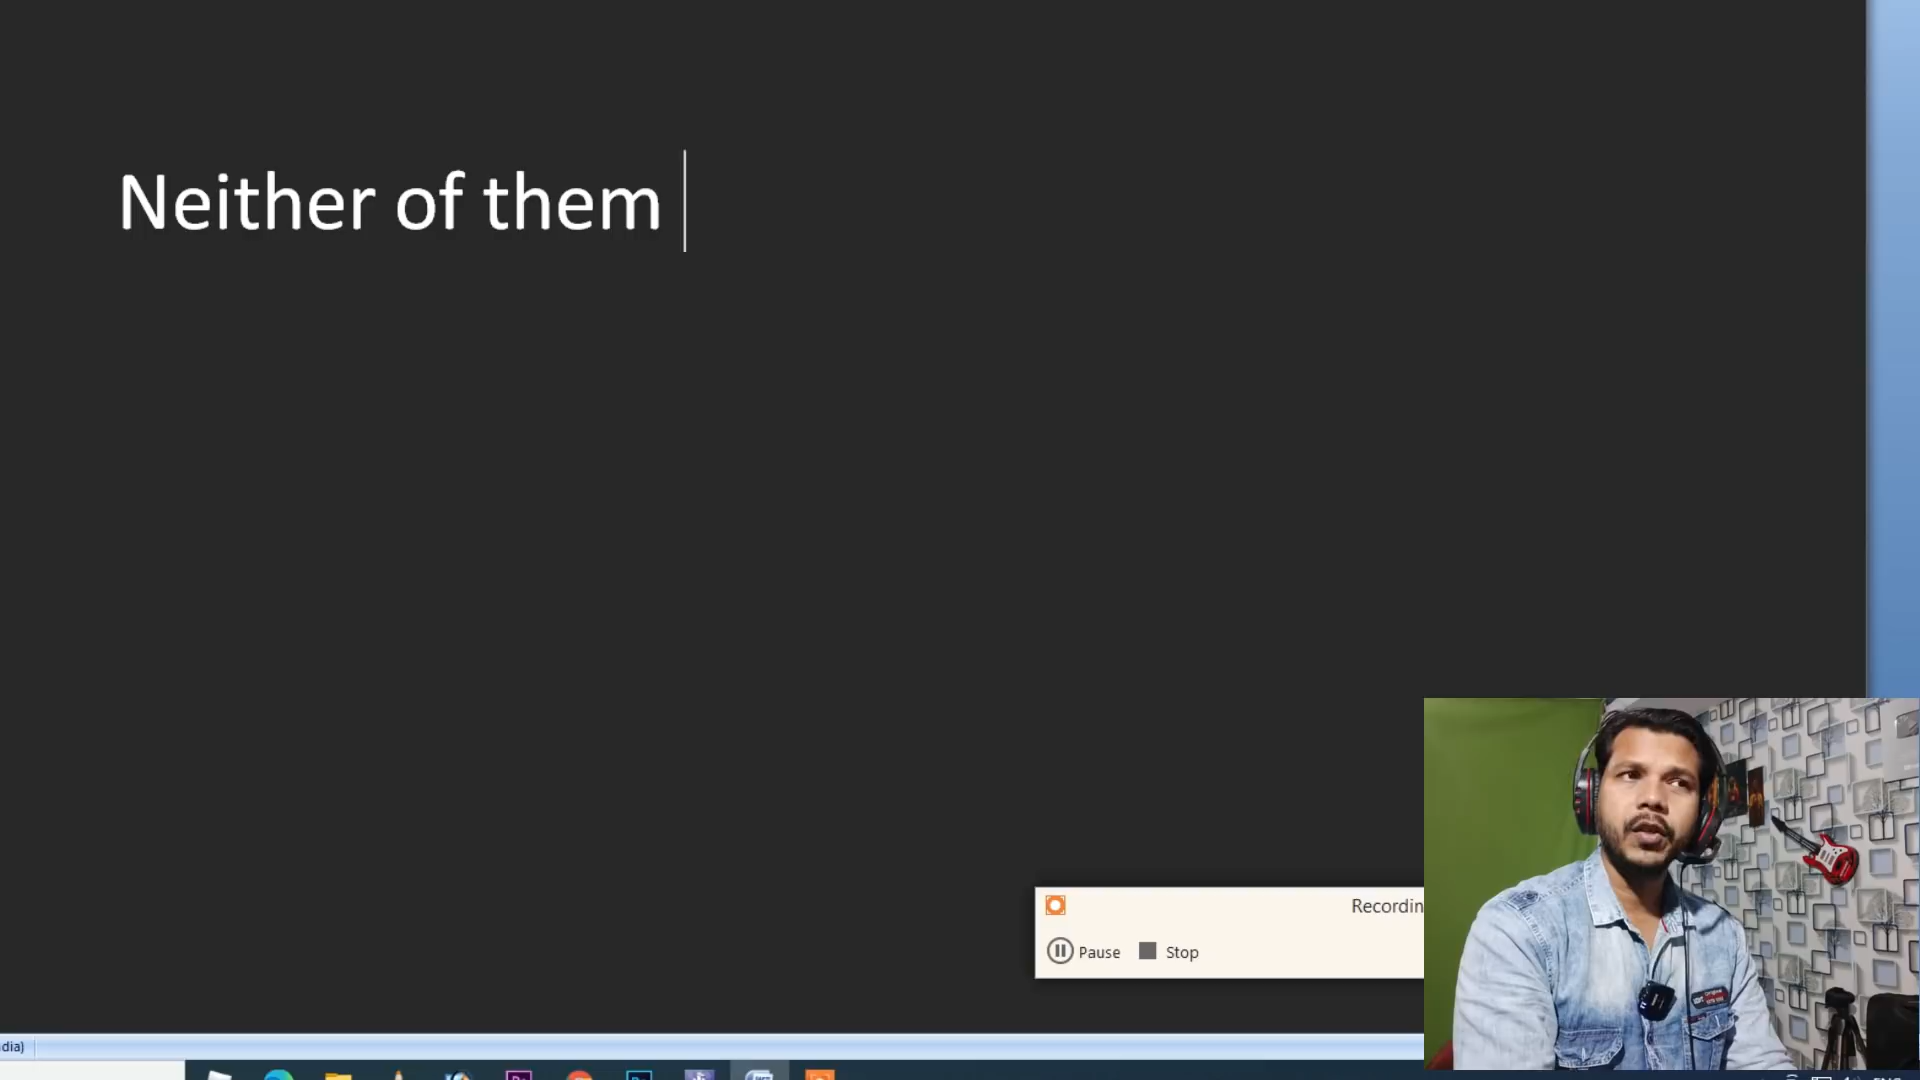 Neither of them
Recordin
Pause
Stop
dia)